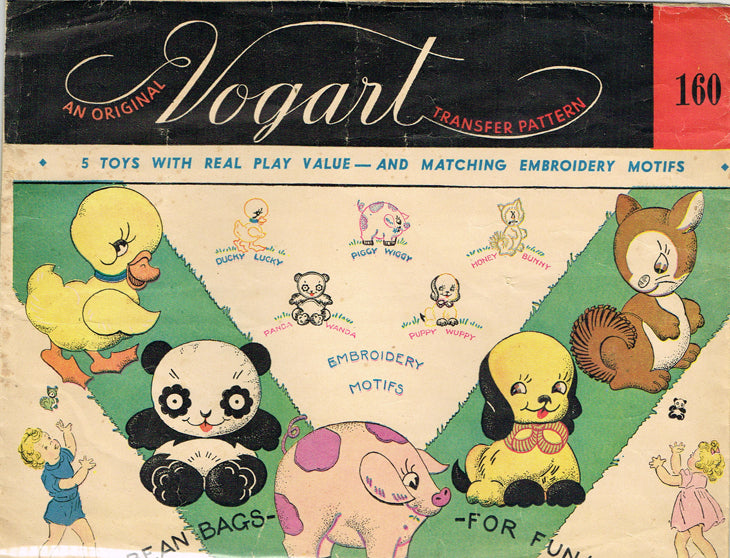 AN ORIGINAL Vogart TRANSFER PATTERN
160
5 TOYS WITH REAL PLAY VALUE — AND MATCHING EMBROIDERY MOTIFS
DUCKY LUCKY
PIGGY WIGGY
HONEY BUNNY
PANDA WANDA
PUPPY WUPPY
EMBROIDERY
MOTIFS
BEAN BAGS-
-FOR FUN